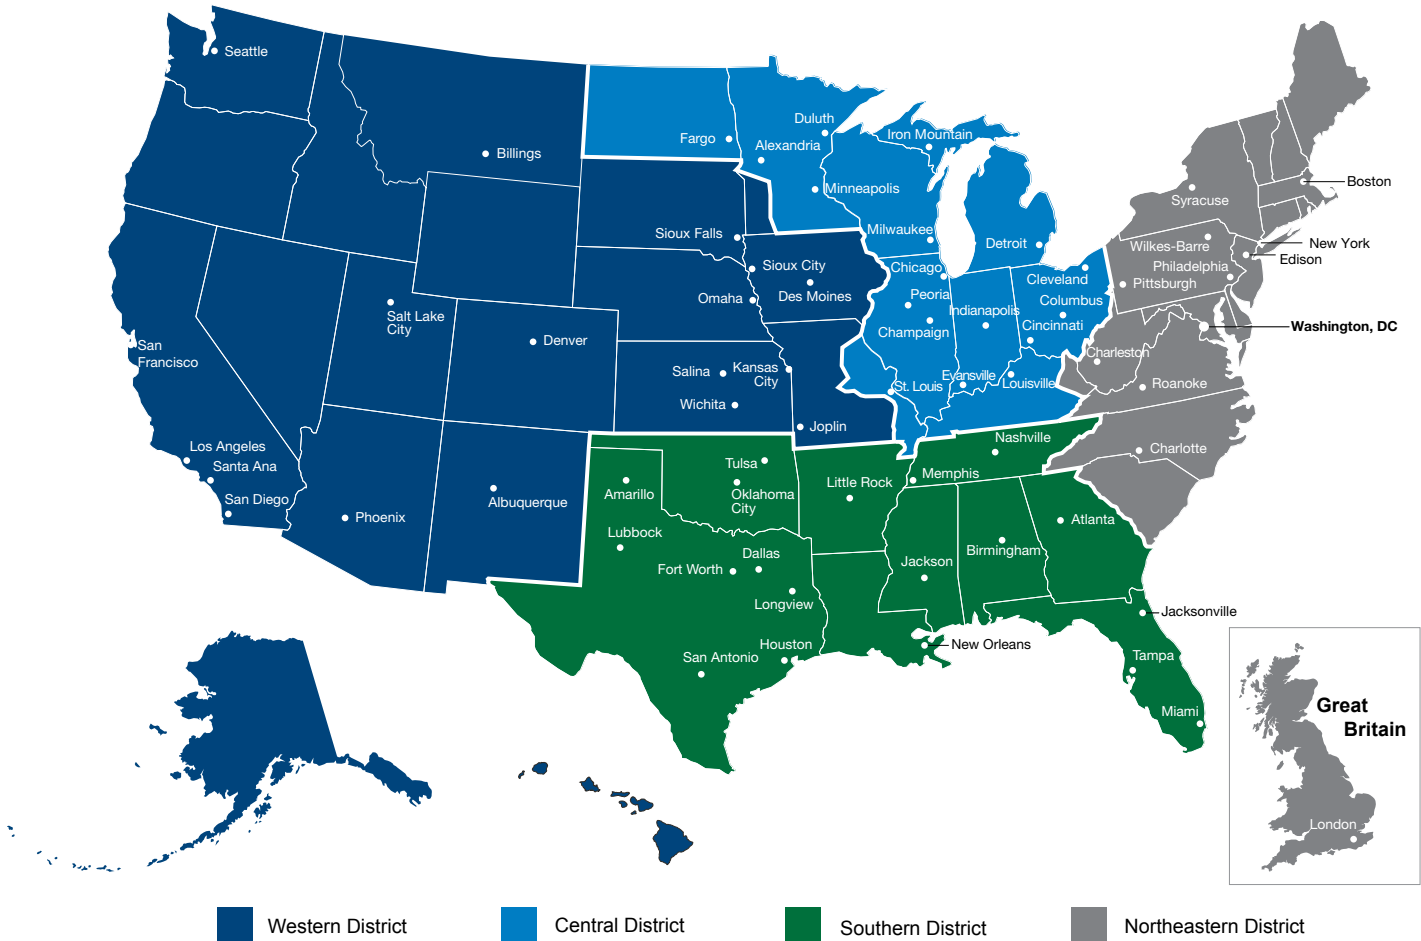 Seattle
Billings
Fargo
Duluth
Alexandria
Iron Mountain
Minneapolis
Boston
Syracuse
Sioux Falls
Milwaukee
Detroit
Wilkes-Barre
New York
Edison
Sioux City
Chicago
Cleveland
Philadelphia
Pittsburgh
Omaha
Des Moines
Peoria
Columbus
Salt Lake
City
Indianapolis
Champaign
Cincinnati
Washington, DC
San
Francisco
Denver
Charleston
Salina
Kansas
City
St. Louis
Evansville
Louisville
Roanoke
Wichita
Joplin
Nashville
Charlotte
Los Angeles
Santa Ana
San Diego
Tulsa
Memphis
Amarillo
Oklahoma
City
Little Rock
Albuquerque
Phoenix
Atlanta
Lubbock
Dallas
Birmingham
Fort Worth
Jackson
Longview
Jacksonville
Houston
New Orleans
San Antonio
Tampa
Miami
Great
Britain
London
Western District
Central District
Southern District
Northeastern District